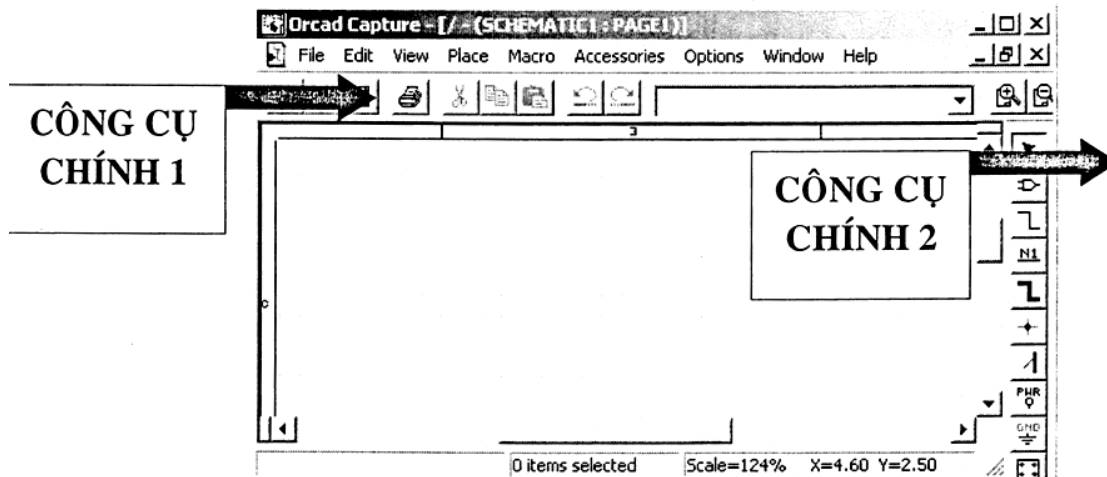 Orcad Capture - [/ - (SCHEMATIC1 : PAGE1)]
File Edit View Place Macro Accessories Options Window Help
CÔNG CỤ
CHÍNH 1
3
CÔNG CỤ
CHÍNH 2
N1
C
PWR
GND
0 items selected Scale=124% X=4.60 Y=2.50